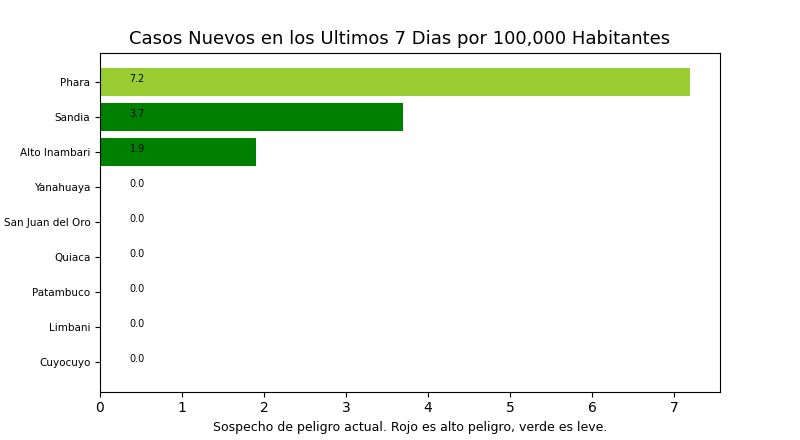 Casos Nuevos en los Ultimos 7 Dias por 100,000 Habitantes
Phara 7.2
Sandia 3.7
Alto Inambari 1.9
Yanahuaya 0.0
San Juan del Oro 0.0
Quiaca 0.0
Patambuco 0.0
Limbani 0.0
Cuyocuyo 0.0
0 1 2 3 4 5 6 7
Sospecho de peligro actual. Rojo es alto peligro, verde es leve.